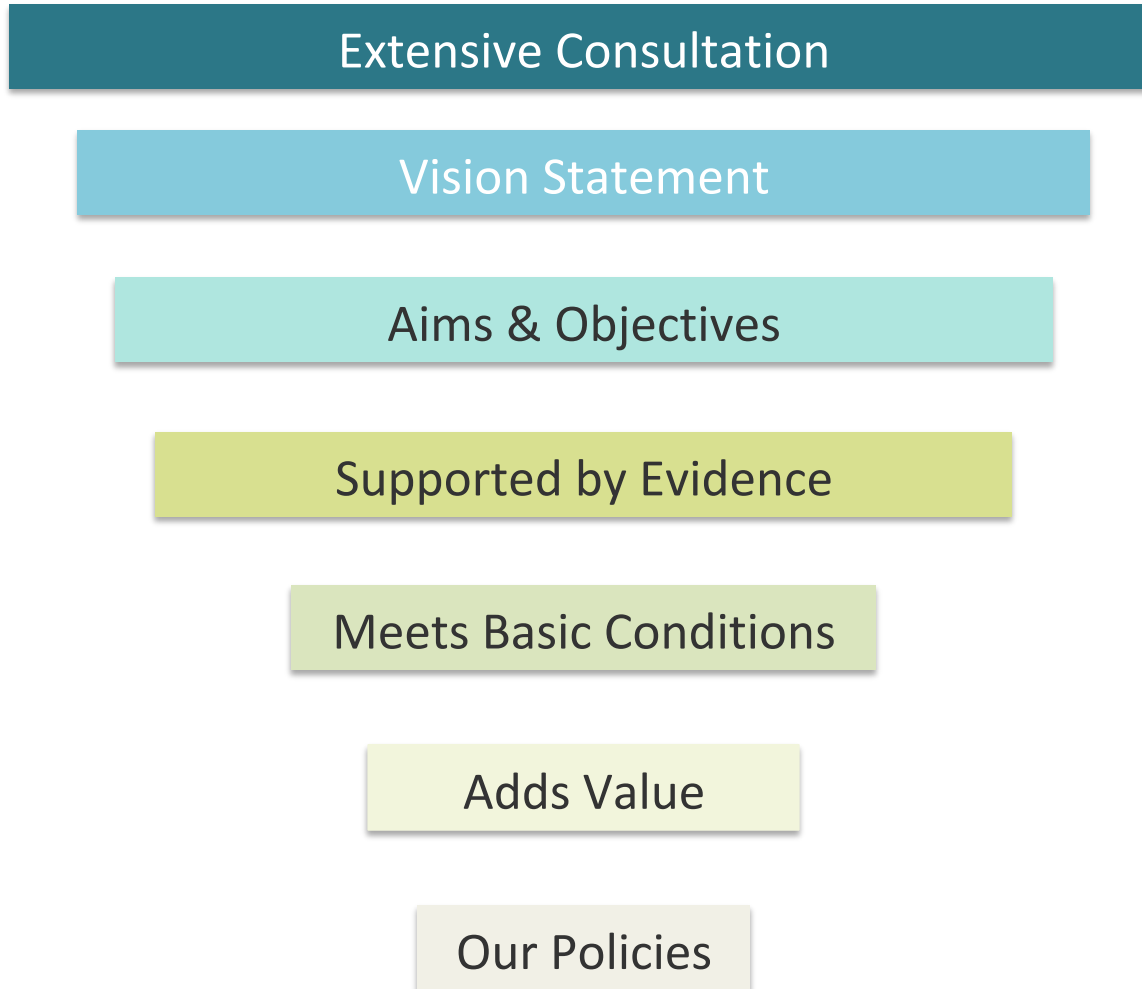 Extensive Consultation
Vision Statement
Aims & Objectives
Supported by Evidence
Meets Basic Conditions
Adds Value
Our Policies